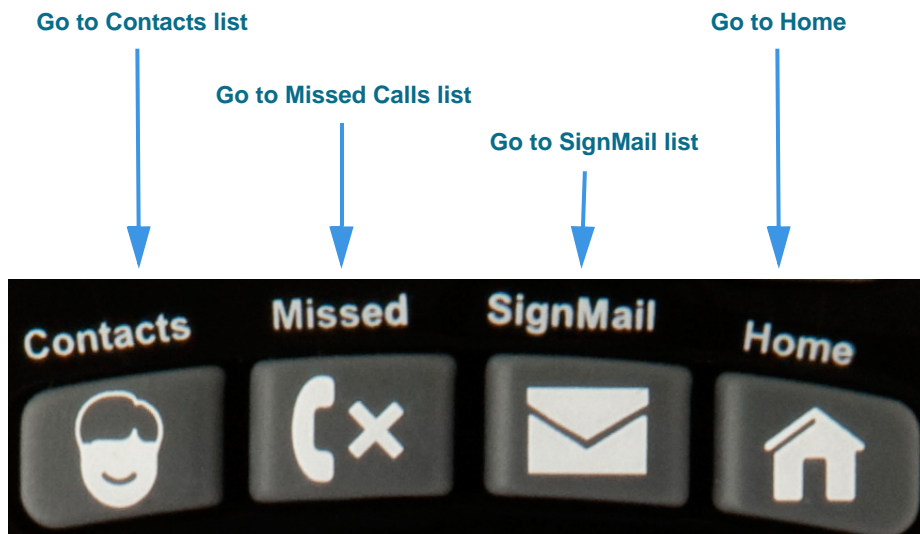 Go to Contacts list
Go to Home
Go to Missed Calls list
Go to SignMail list
Contacts
Missed
SignMail
Home